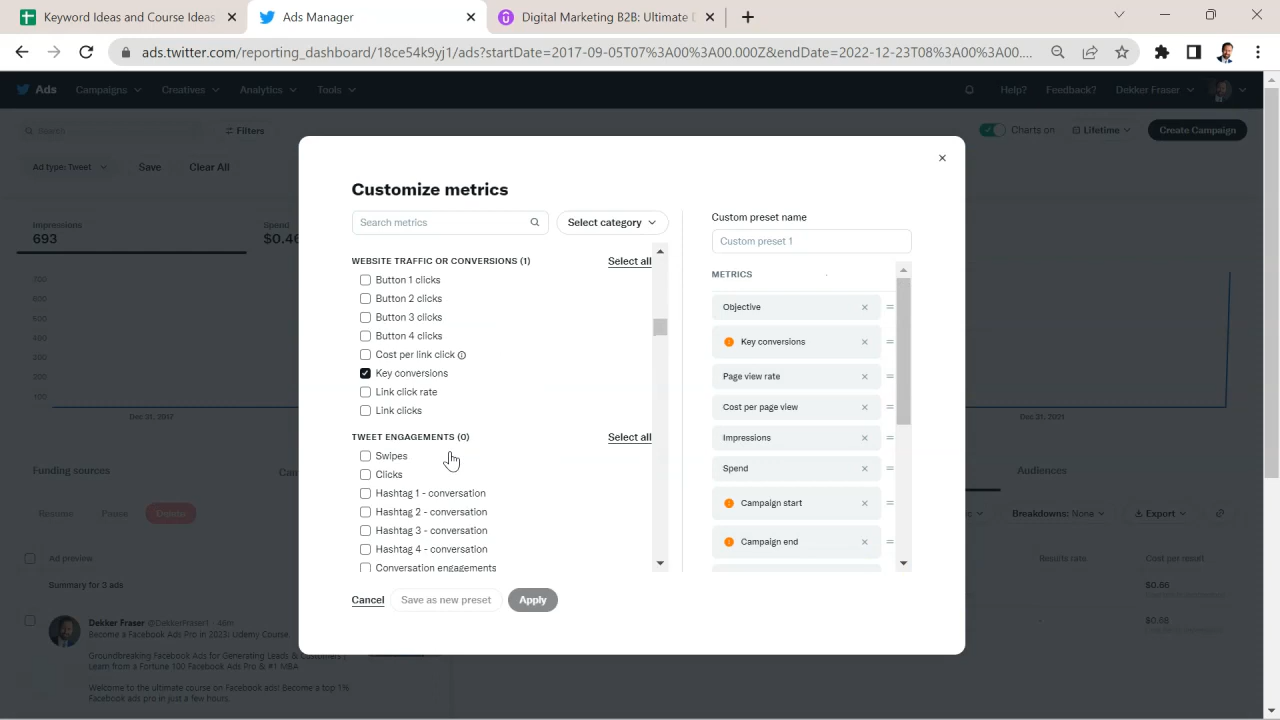 Keyword Ideas and Course Ideas
Ads Manager
Digital Marketing B2B: Ultimate
ads.twitter.com/reporting_dashboard/18ce54k9yj1/ads?startDate=2017-09-05T07%3A00%3A00.000Z&endDate=2022-12-23T08%3A00%3A00....
Ads
Campaigns
Creatives
Analytics
Tools
Help?
Feedback?
Dekker Fraser
Search
Filters
Charts on
Lifetime
Create Campaign
Ad type: Tweet
Save
Clear All
Impressions
693
Spend
$0.46
700
600
500
400
300
200
100
Dec 31, 2017
Dec 31, 2021
Customize metrics
Search metrics
Select category
WEBSITE TRAFFIC OR CONVERSIONS (1)
Select all
Button 1 clicks
Button 2 clicks
Button 3 clicks
Button 4 clicks
Cost per link click
Key conversions
Link click rate
Link clicks
TWEET ENGAGEMENTS (0)
Select all
Swipes
Clicks
Hashtag 1 - conversation
Hashtag 2 - conversation
Hashtag 3 - conversation
Hashtag 4 - conversation
Conversation engagements
Cancel
Save as new preset
Apply
Custom preset name
Custom preset 1
METRICS
Objective
Key conversions
Page view rate
Cost per page view
Impressions
Spend
Campaign start
Campaign end
Funding sources
Audiences
Resume
Pause
Delete
Breakdowns: None
Export
Ad preview
Results rate
Cost per result
Summary for 3 ads
$0.66
Dekker Fraser @DekkerFraser1 · 46m
Become a Facebook Ads Pro in 2023: Udemy Course
-
$0.68
Groundbreaking Facebook Ads for Generating Leads & Customers |
Learn from a Fortune 100 Facebook Ads Pro & #1 MBA
Welcome to the ultimate course on Facebook ads! Become a top 1%
Facebook ads pro in just a few hours.